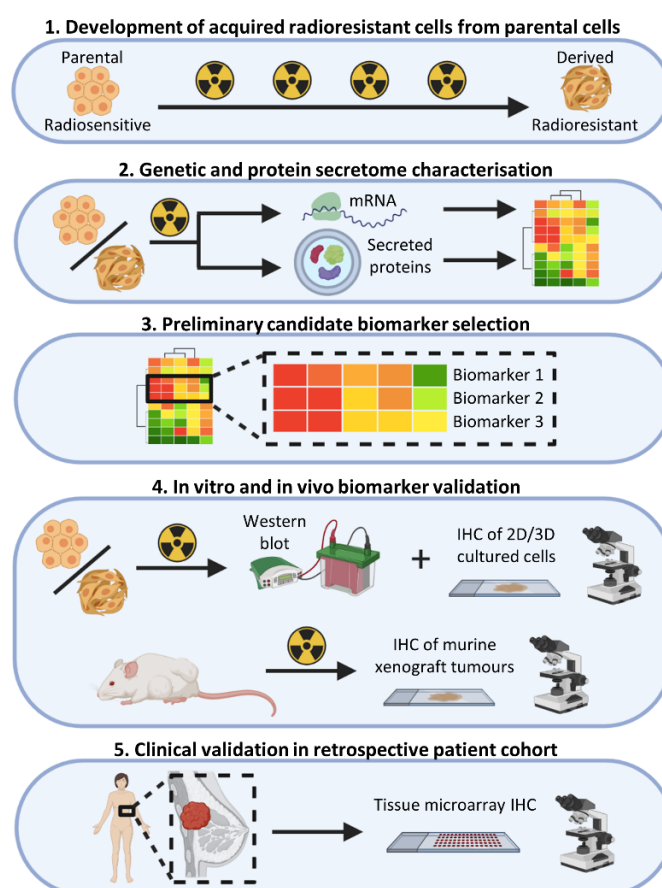 1. Development of acquired radioresistant cells from parental cells
Parental
Derived
Radiosensitive
Radioresistant
2. Genetic and protein secretome characterisation
mRNA
Secreted
proteins
3. Preliminary candidate biomarker selection
Biomarker 1
Biomarker 2
Biomarker 3
4. In vitro and in vivo biomarker validation
Western
blot
+
IHC of 2D/3D
cultured cells
IHC of murine
xenograft tumours
5. Clinical validation in retrospective patient cohort
Tissue microarray IHC